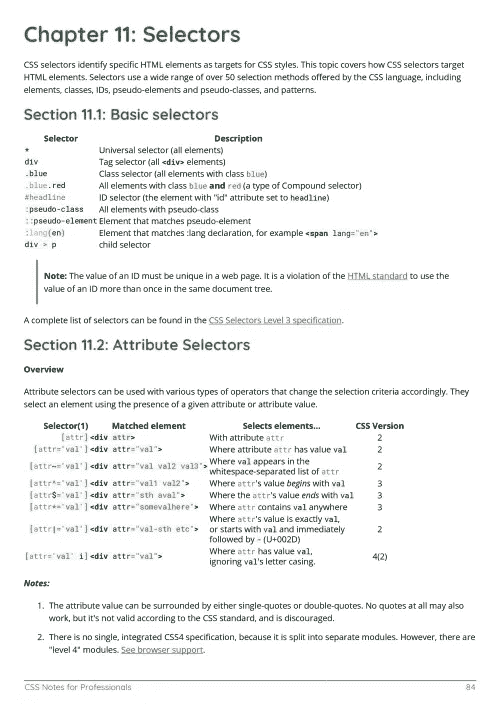 Chapter 11: Selectors
CSS selectors identify specific HTML elements as targets for CSS styles. This topic covers how CSS selectors target
HTML elements. Selectors use a wide range of over 50 selection methods offered by the CSS language, including
elements, classes, IDs, pseudo-elements and pseudo-classes, and patterns.
Section 11.1: Basic selectors
Selector Description
* Universal selector (all elements)
div Tag selector (all <div> elements)
.blue Class selector (all elements with class blue)
.blue.red All elements with class blue and red (a type of Compound selector)
#headline ID selector (the element with "id" attribute set to headline)
:pseudo-class All elements with pseudo-class
::pseudo-element Element that matches pseudo-element
:lang(en) Element that matches :lang declaration, for example <span lang="en">
div > p child selector
Note: The value of an ID must be unique in a web page. It is a violation of the HTML standard to use the
value of an ID more than once in the same document tree.
A complete list of selectors can be found in the CSS Selectors Level 3 specification.
Section 11.2: Attribute Selectors
Overview
Attribute selectors can be used with various types of operators that change the selection criteria accordingly. They
select an element using the presence of a given attribute or attribute value.
Selector(1) Matched element Selects elements... CSS Version
[attr] <div attr> With attribute attr 2
[attr='val'] <div attr="val"> Where attribute attr has value val 2
[attr~='val'] <div attr="val val2 val3"> Where val appears in the
whitespace-separated list of attr 2
[attr^='val'] <div attr="val1 val2"> Where attr's value begins with val 3
[attr$='val'] <div attr="sth aval"> Where the attr's value ends with val 3
[attr*='val'] <div attr="somevalhere"> Where attr contains val anywhere 3
[attr|='val'] <div attr="val-sth etc"> Where attr's value is exactly val,
or starts with val and immediately
followed by - (U+002D) 2
[attr='val' i] <div attr="val"> Where attr has value val,
ignoring val's letter casing. 4(2)
Notes:
1. The attribute value can be surrounded by either single-quotes or double-quotes. No quotes at all may also
work, but it's not valid according to the CSS standard, and is discouraged.
2. There is no single, integrated CSS4 specification, because it is split into separate modules. However, there are
"level 4" modules. See browser support.
CSS Notes for Professionals 84